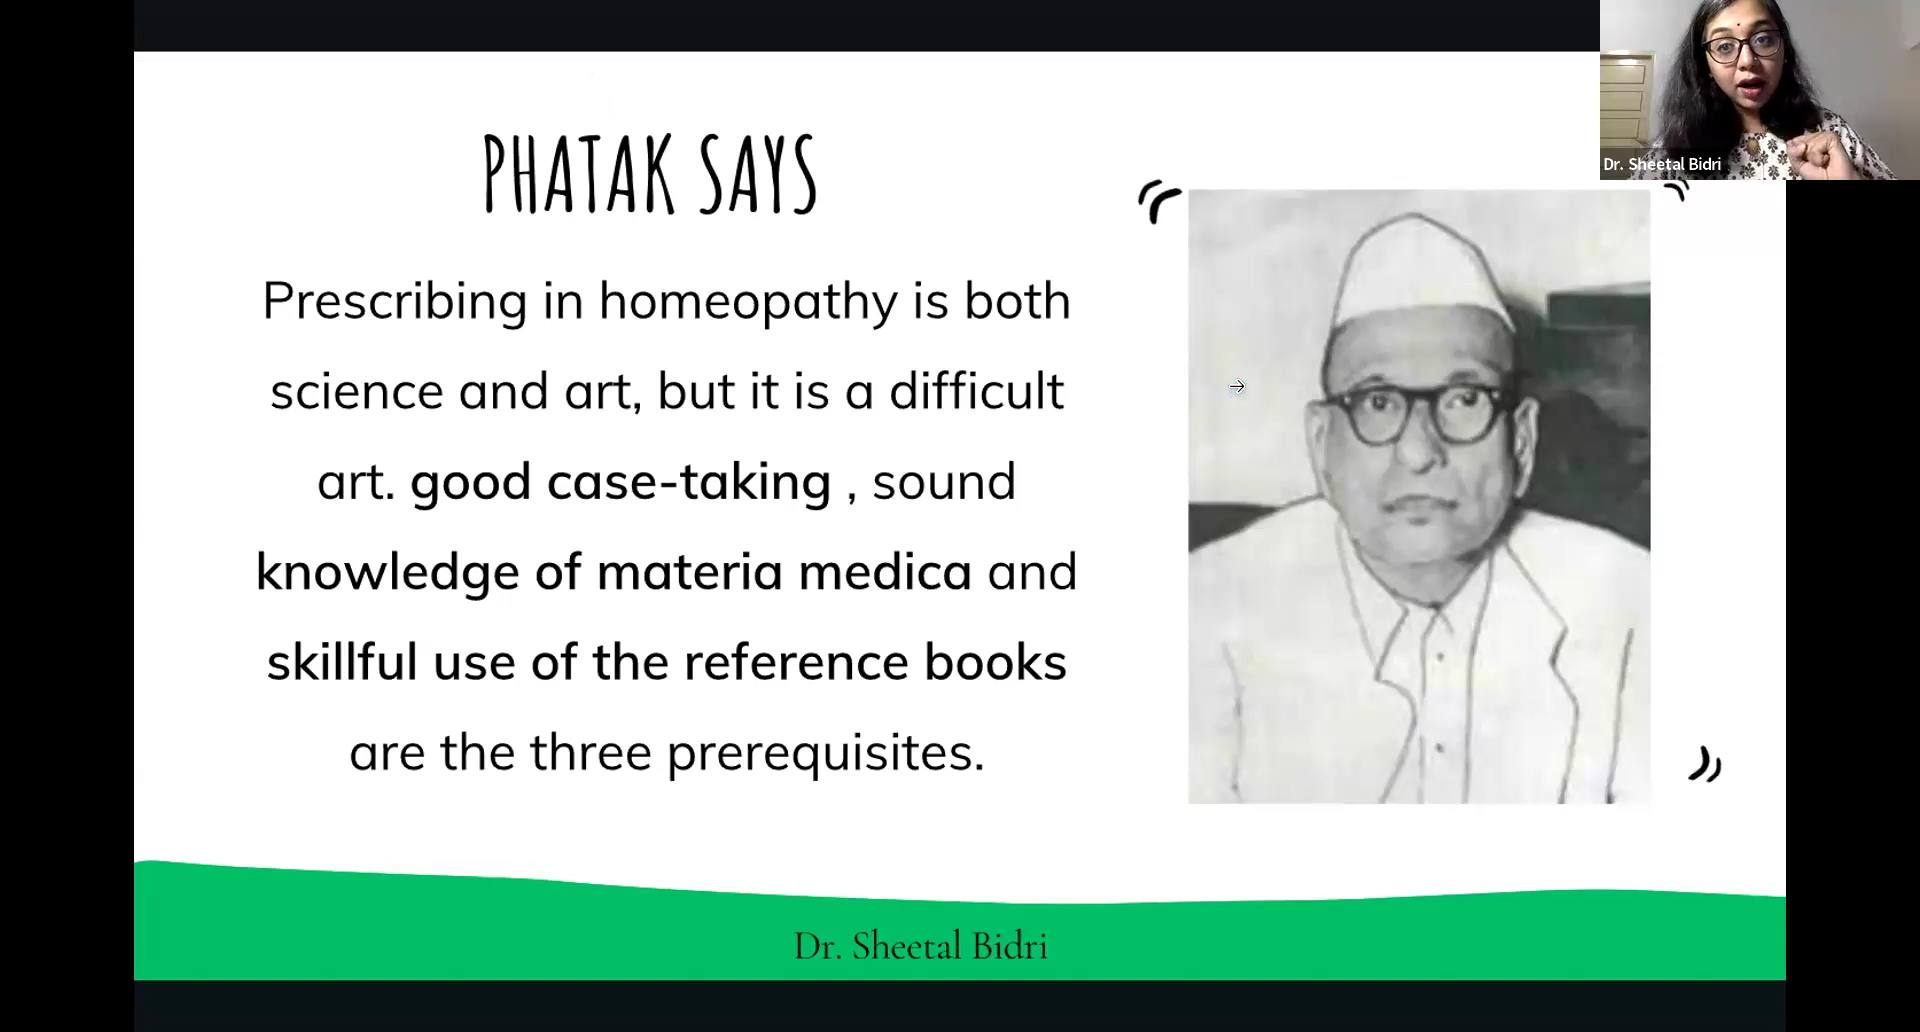 PHATAK SAYS
Prescribing in homeopathy is both
science and art, but it is a difficult
art. good case-taking , sound
knowledge of materia medica and
skillful use of the reference books
are the three prerequisites.
Dr. Sheetal Bidri
Dr. Sheetal Bidri